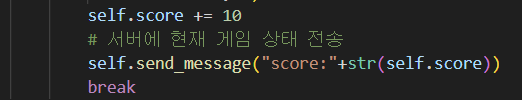 self.score += 10
# 서버에 현재 게임 상태 전송
self.send_message("score:"+str(self.score))
break